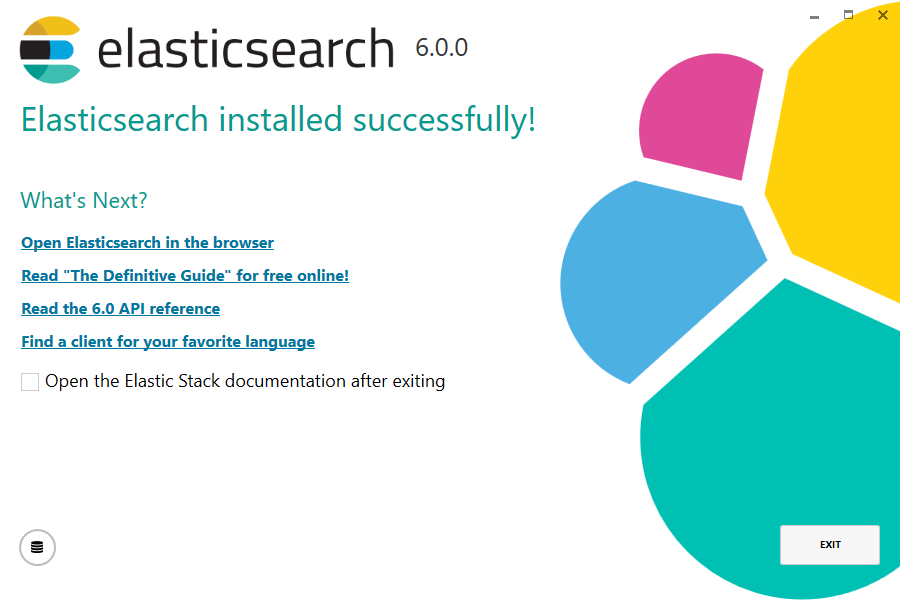 elasticsearch 6.0.0
Elasticsearch installed successfully!
What's Next?
Open Elasticsearch in the browser
Read "The Definitive Guide" for free online!
Read the 6.0 API reference
Find a client for your favorite language
Open the Elastic Stack documentation after exiting
EXIT